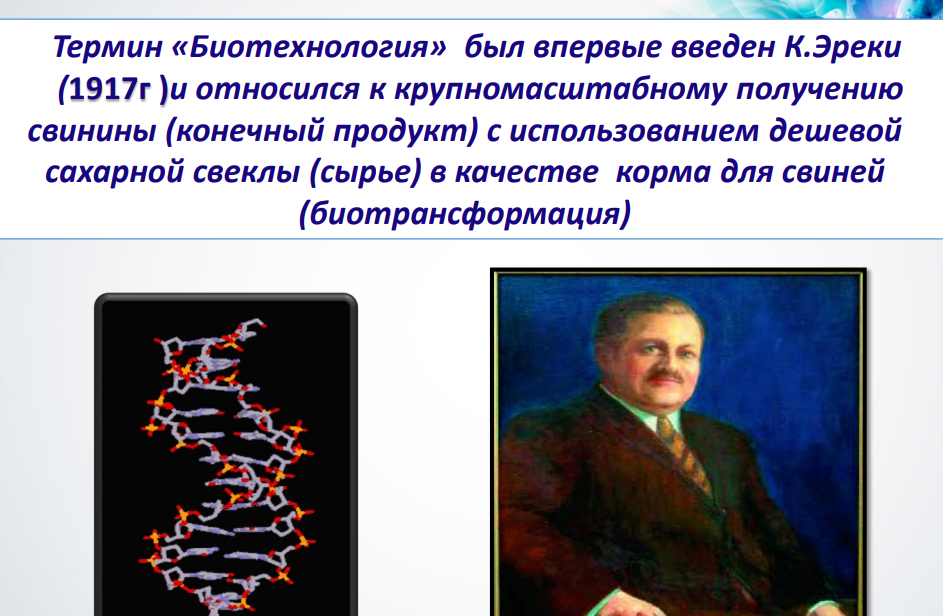 Термин «Биотехнология» был впервые введен К.Эреки
(1917г )и относился к крупномасштабному получению
свинины (конечный продукт) с использованием дешевой
сахарной свеклы (сырье) в качестве корма для свиней
(биотрансформация)